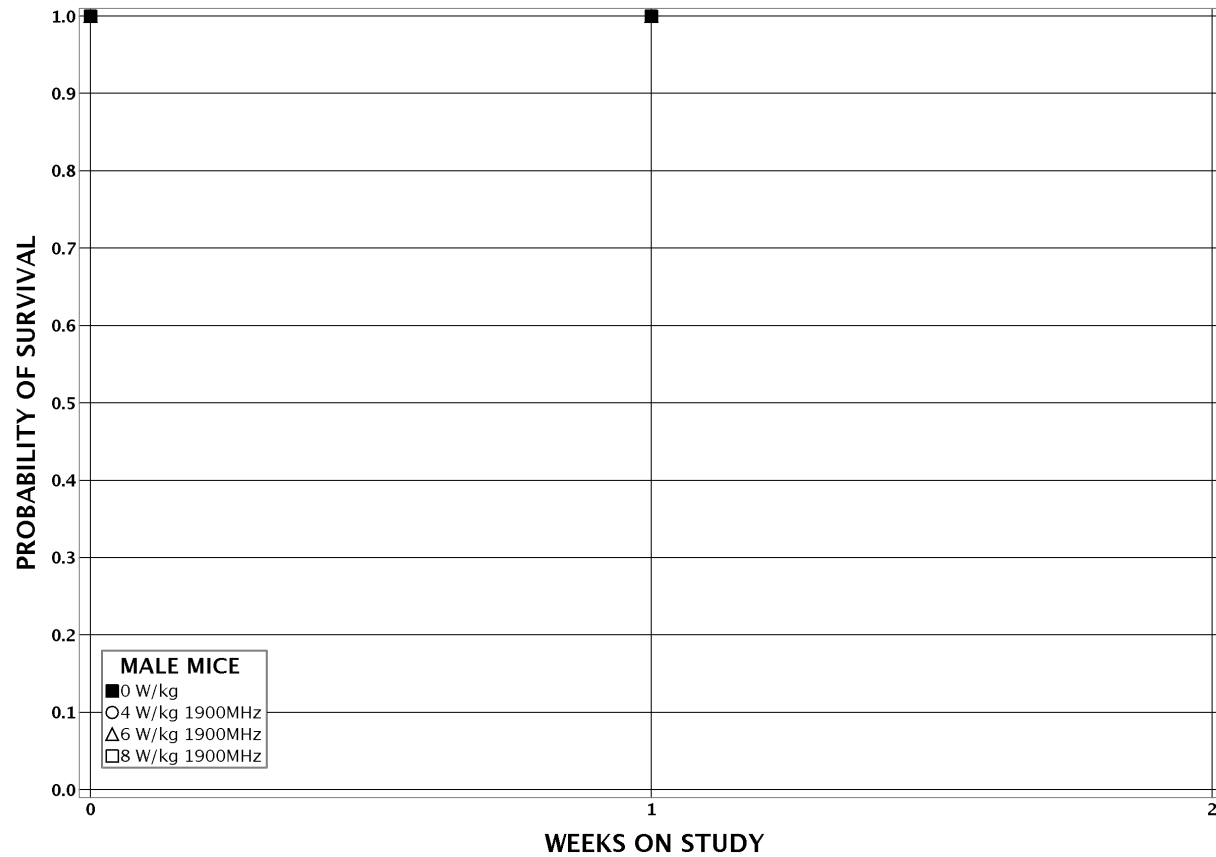 PROBABILITY OF SURVIVAL
1.0
0.9
0.8
0.7
0.6
0.5
0.4
0.3
0.2
0.1
0.0
MALE MICE
0 W/kg
4 W/kg 1900MHz
6 W/kg 1900MHz
8 W/kg 1900MHz
0 1 2
WEEKS ON STUDY